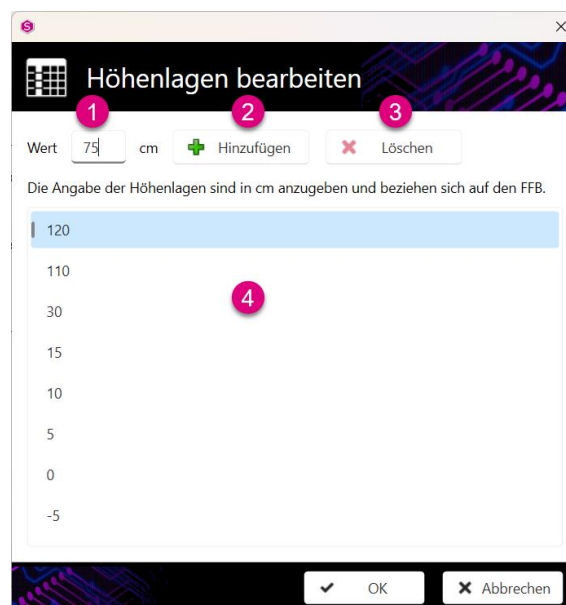 S
Höhenlagen bearbeiten
1 2 3
Wert 75 cm Hinzufügen Löschen
Die Angabe der Höhenlagen sind in cm anzugeben und beziehen sich auf den FFB.
120
110
4
30
15
10
5
0
-5
OK Abbrechen